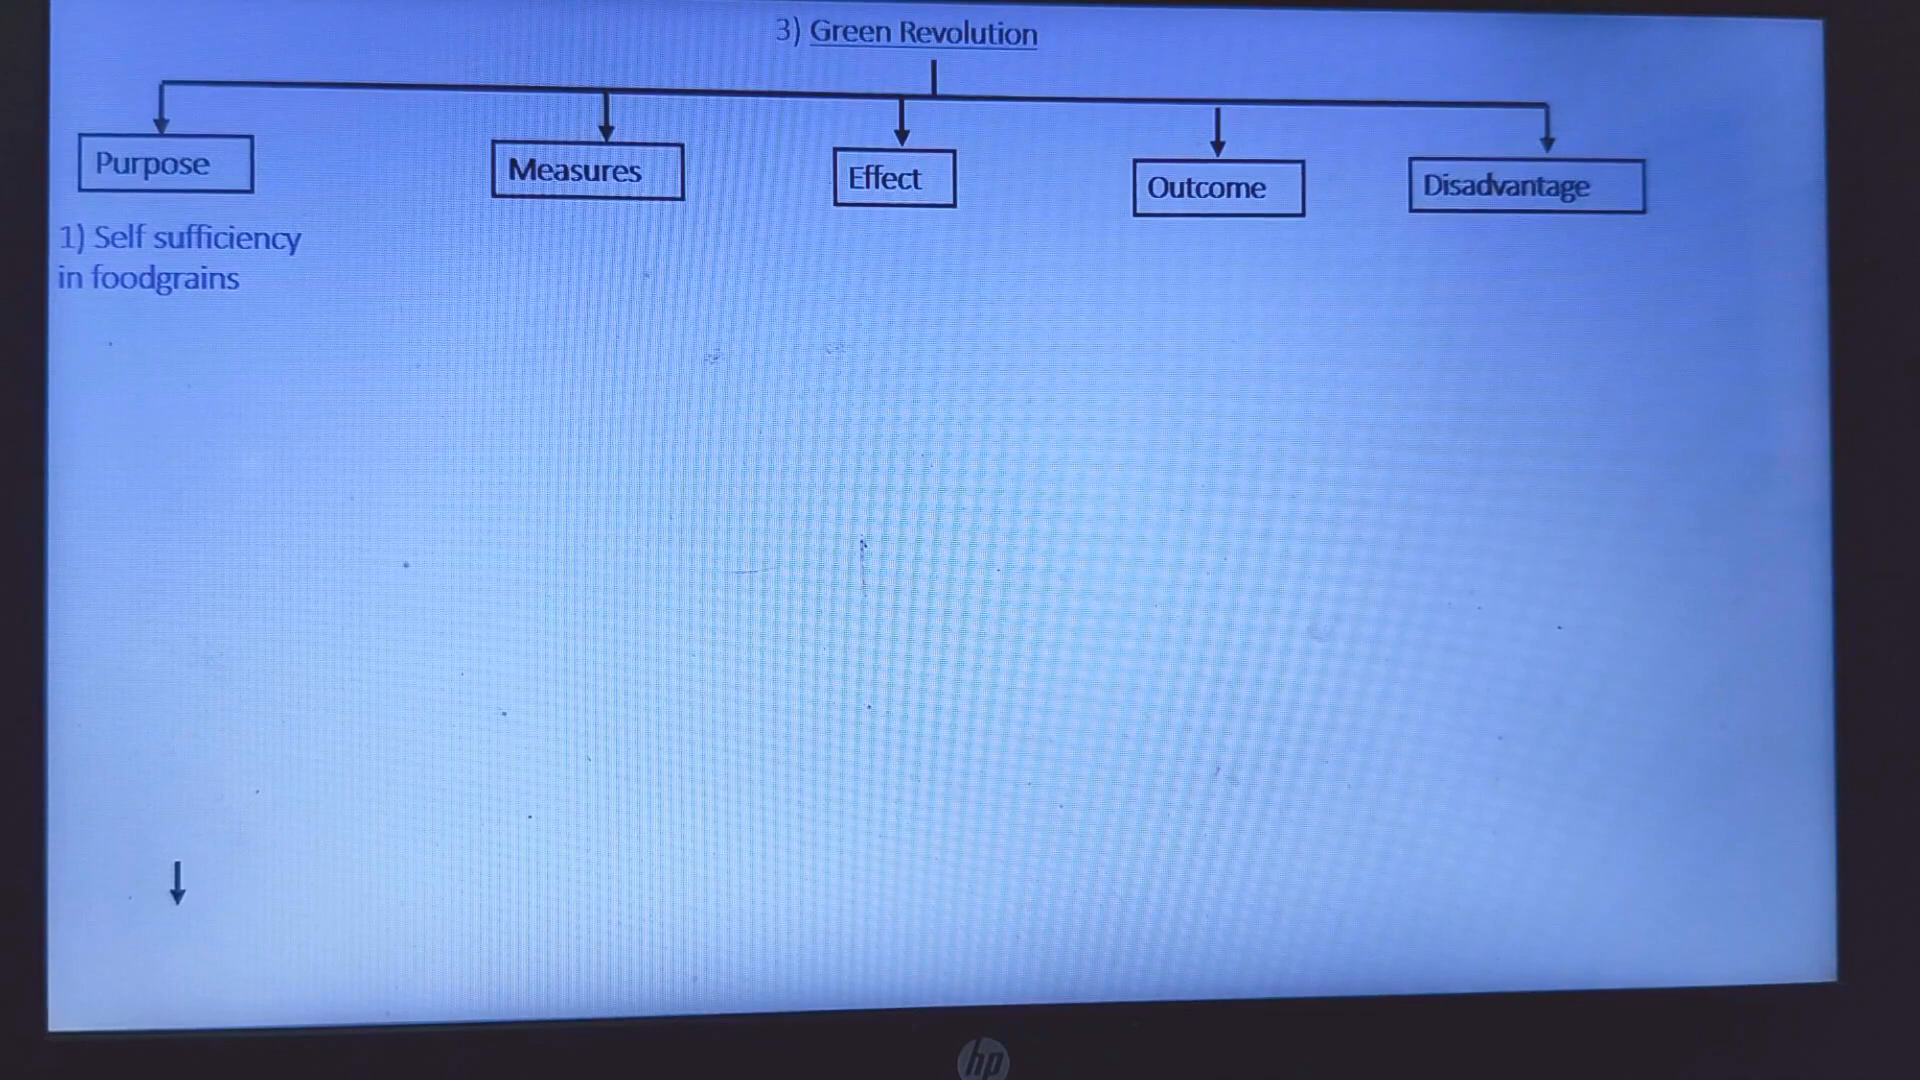 3) Green Revolution
Purpose
Measures
Effect
Outcome
Disadvantage
1) Self sufficiency
in foodgrains
hp